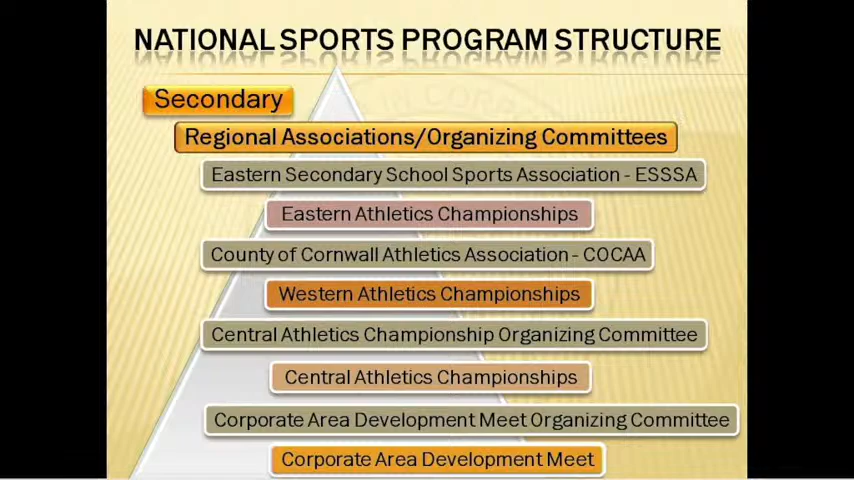 NATIONAL SPORTS PROGRAM STRUCTURE
Secondary
Regional Associations/Organizing Committees
Eastern Secondary School Sports Association - ESSSA
Eastern Athletics Championships
County of Cornwall Athletics Association - COCAA
Western Athletics Championships
Central Athletics Championship Organizing Committee
Central Athletics Championships
Corporate Area Development Meet Organizing Committee
Corporate Area Development Meet